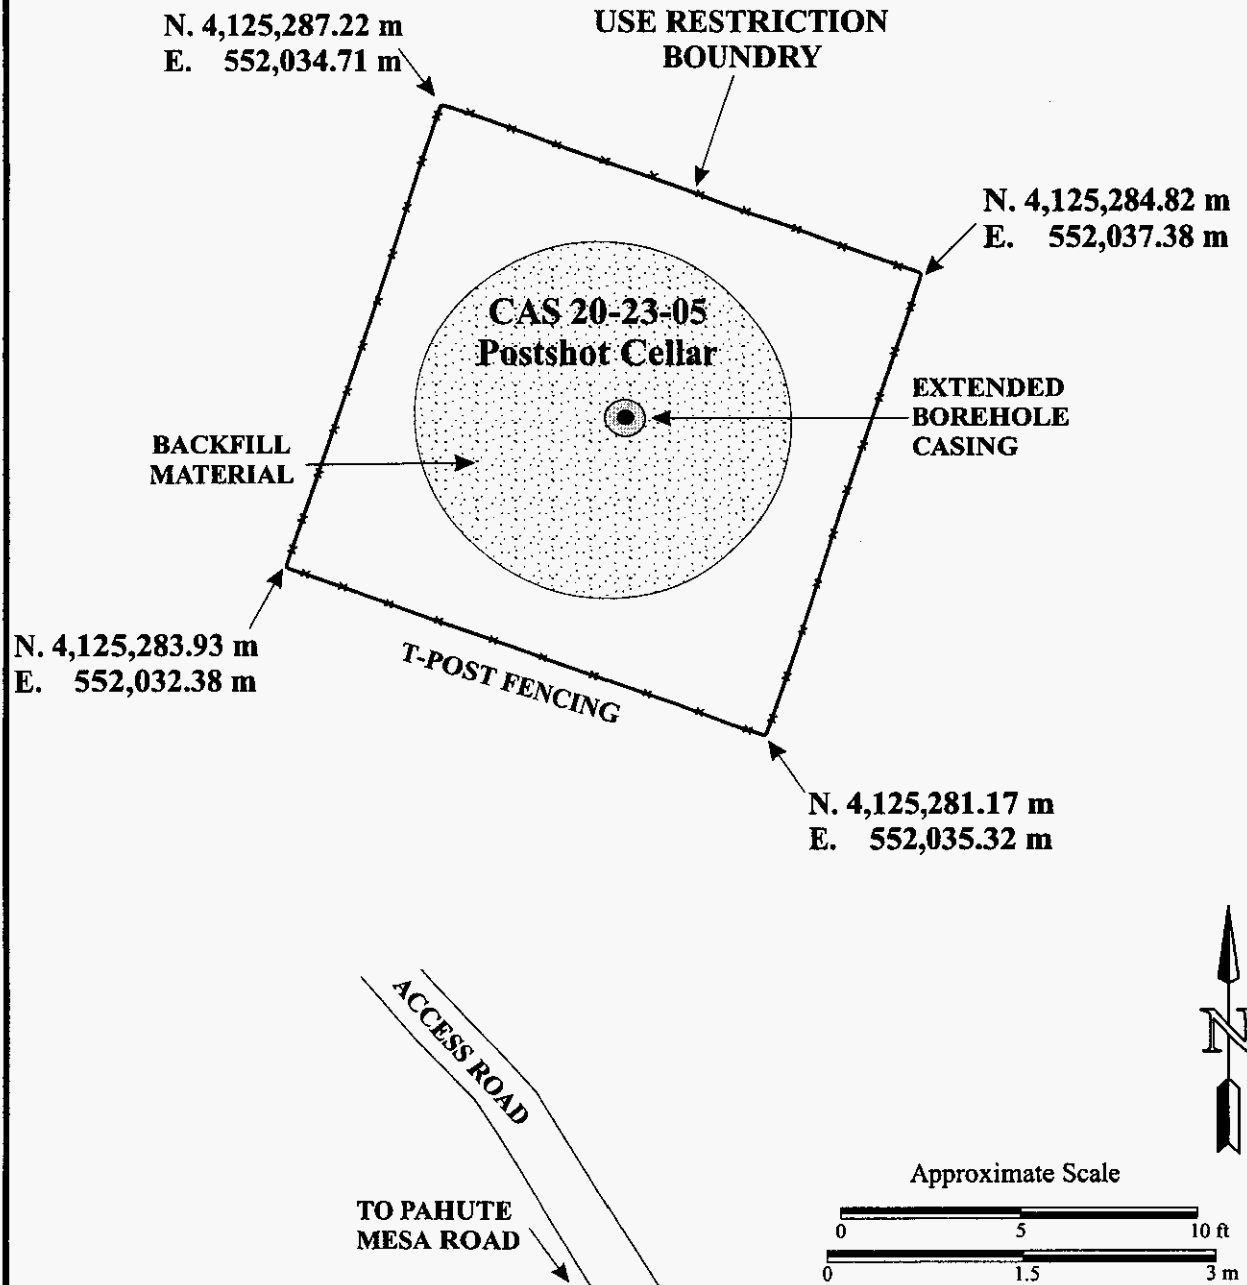 N. 4,125,287.22 m
E. 552,034.71 m
USE RESTRICTION
BOUNDRY
N. 4,125,284.82 m
E. 552,037.38 m
CAS 20-23-05
Postshot Cellar
EXTENDED
BOREHOLE
CASING
BACKFILL
MATERIAL
N. 4,125,283.93 m
E. 552,032.38 m
T-POST FENCING
N. 4,125,281.17 m
E. 552,035.32 m
ACCESS ROAD
N
TO PAHUTE
MESA ROAD
Approximate Scale
0 5 10 ft
0 1.5 3 m